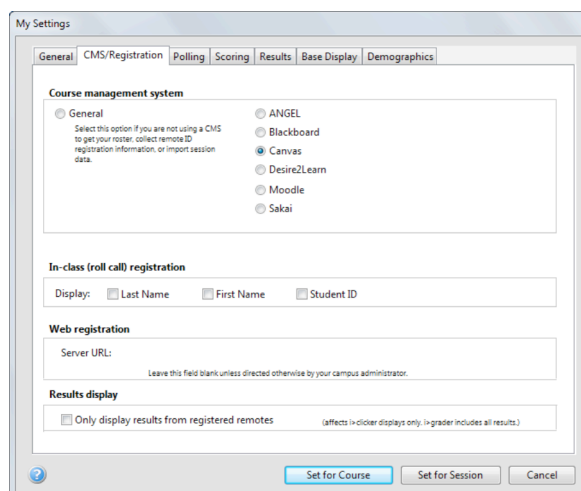 My Settings
General CMS/Registration Polling Scoring Results Base Display Demographics
Course management system
General
Select this option if you are not using a CMS
to get your roster, collect remote ID
registration information, or import session
data.
ANGEL
Blackboard
Canvas
Desire2Learn
Moodle
Sakai
In-class (roll call) registration
Display: Last Name First Name Student ID
Web registration
Server URL:
Leave this field blank unless directed otherwise by your campus administrator.
Results display
Only display results from registered remotes (affects i>clicker displays only. i>grader includes all results.)
? Set for Course Set for Session Cancel